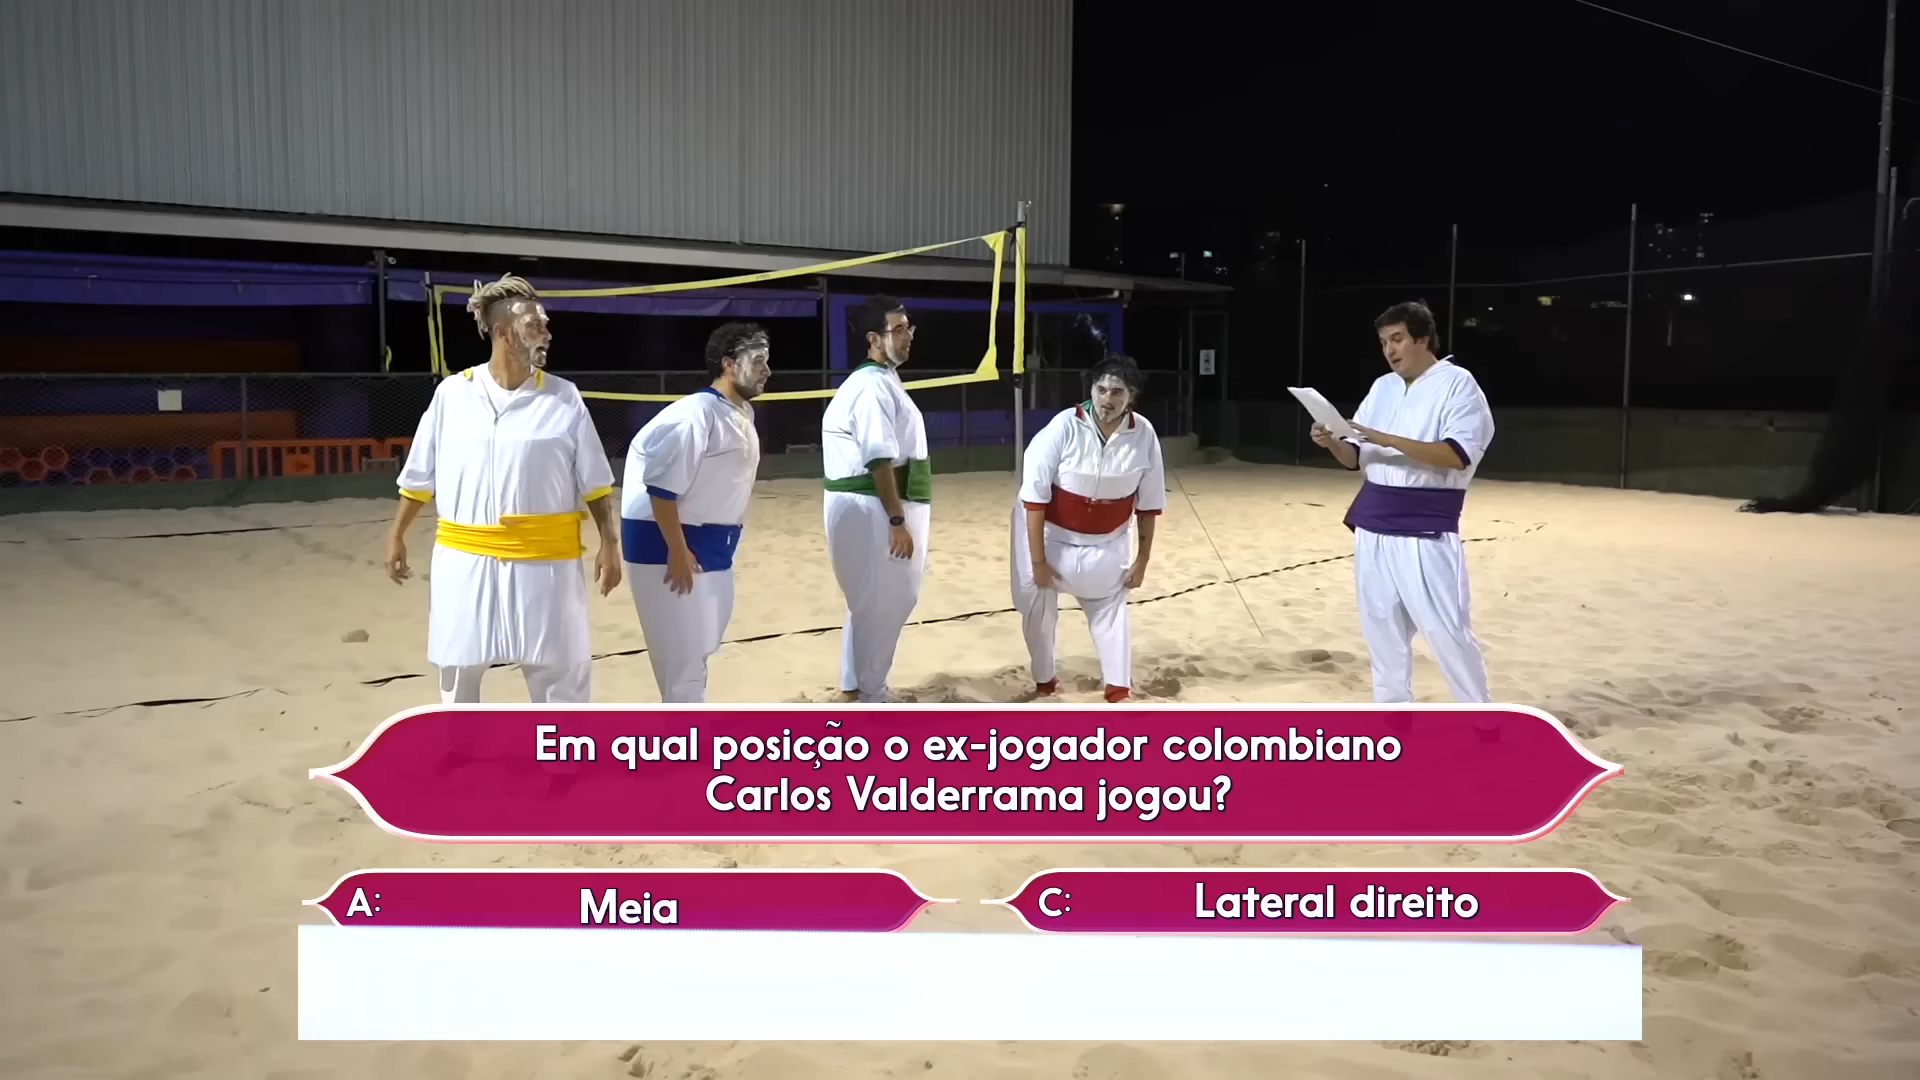 Em qual posição o ex-jogador colombiano
Carlos Valderrama jogou?
A: Meia
C: Lateral direito